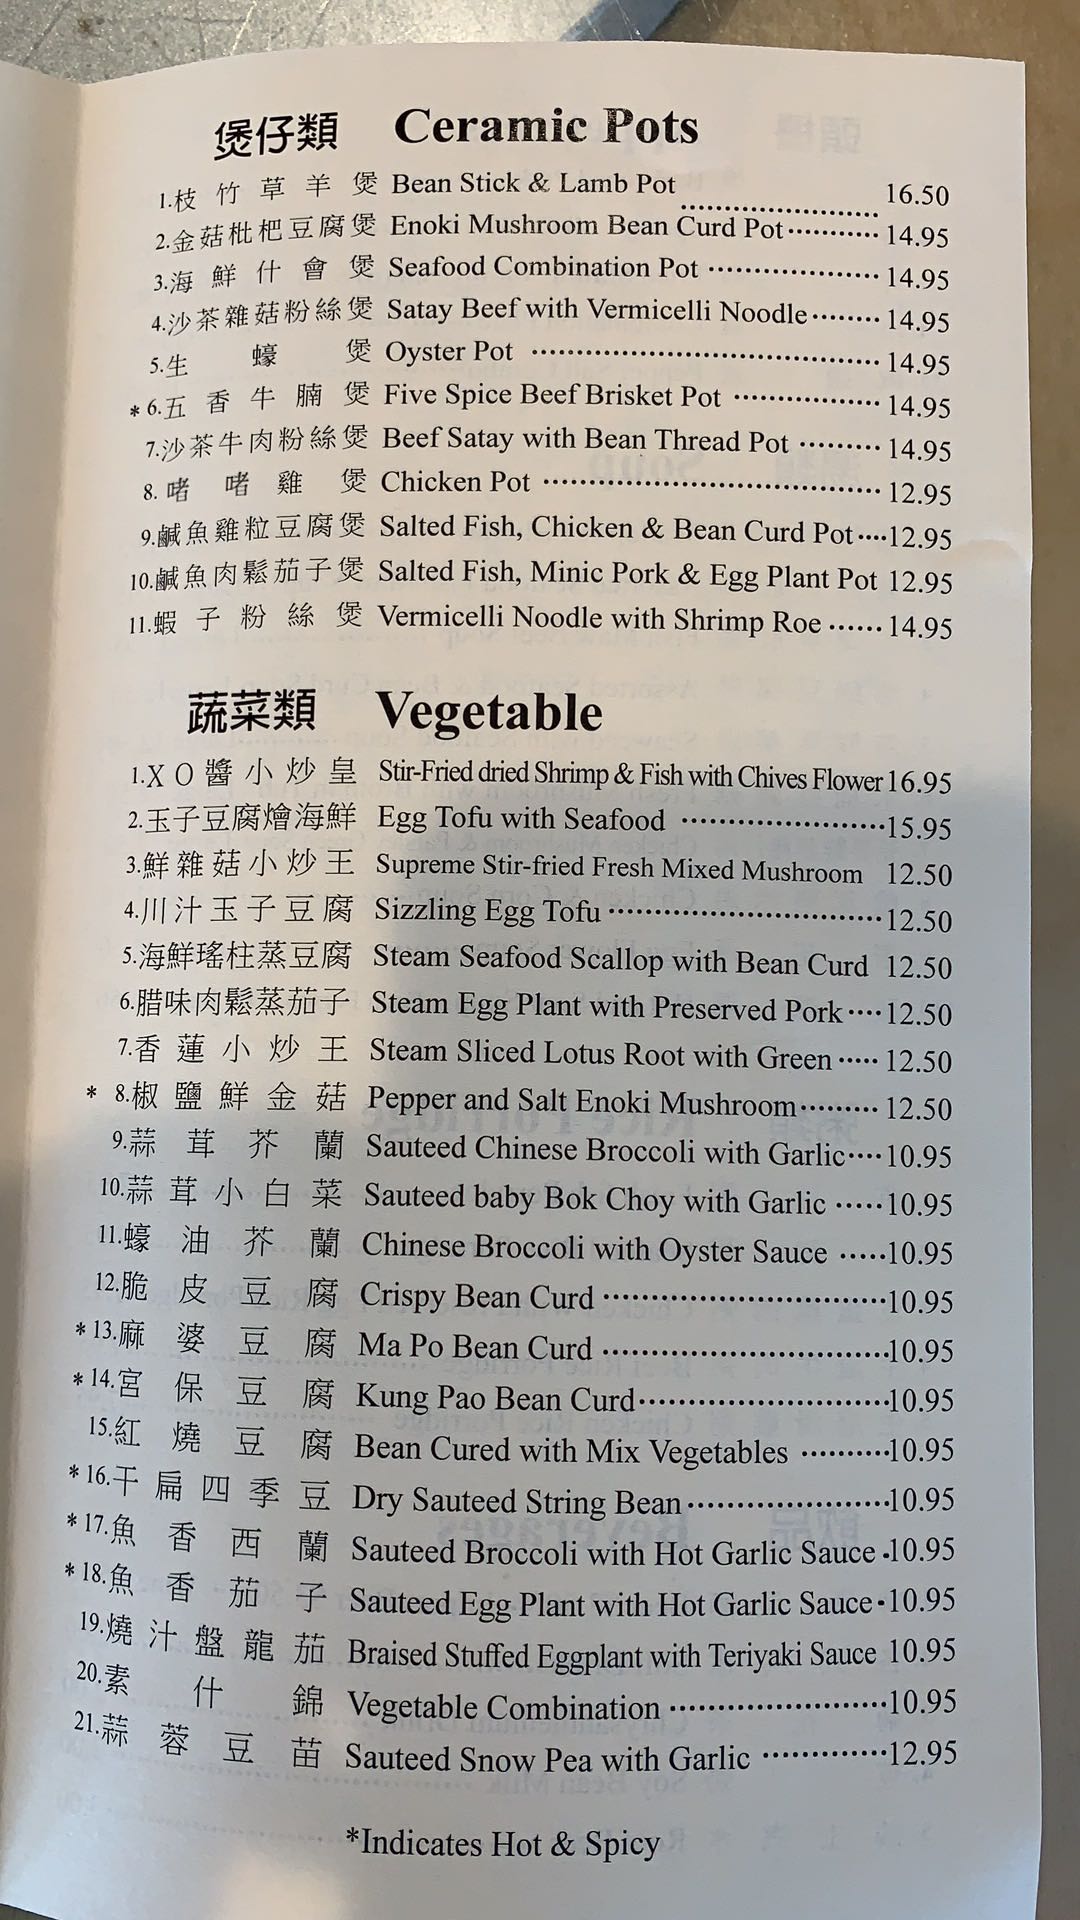 煲仔類 Ceramic Pots
1.枝竹草羊煲 Bean Stick & Lamb Pot 16.50
2.金菇枇杷豆腐煲 Enoki Mushroom Bean Curd Pot 14.95
3.海鮮什會煲 Seafood Combination Pot 14.95
4.沙茶雜菇粉絲煲 Satay Beef with Vermicelli Noodle 14.95
5.生蠔煲 Oyster Pot 14.95
*6.五香牛腩煲 Five Spice Beef Brisket Pot 14.95
7.沙茶牛肉粉絲煲 Beef Satay with Bean Thread Pot 14.95
8.啫啫雞煲 Chicken Pot 12.95
9.鹹魚雞粒豆腐煲 Salted Fish, Chicken & Bean Curd Pot 12.95
10.鹹魚肉鬆茄子煲 Salted Fish, Minic Pork & Egg Plant Pot 12.95
11.蝦子粉絲煲 Vermicelli Noodle with Shrimp Roe 14.95
蔬菜類 Vegetable
1.XO醬小炒皇 Stir-Fried dried Shrimp & Fish with Chives Flower 16.95
2.玉子豆腐燴海鮮 Egg Tofu with Seafood 15.95
3.鮮雜菇小炒王 Supreme Stir-fried Fresh Mixed Mushroom 12.50
4.川汁玉子豆腐 Sizzling Egg Tofu 12.50
5.海鮮瑤柱蒸豆腐 Steam Seafood Scallop with Bean Curd 12.50
6.腊味肉鬆蒸茄子 Steam Egg Plant with Preserved Pork 12.50
7.香蓮小炒王 Steam Sliced Lotus Root with Green 12.50
*8.椒鹽鮮金菇 Pepper and Salt Enoki Mushroom 12.50
9.蒜茸芥蘭 Sauteed Chinese Broccoli with Garlic 10.95
10.蒜茸小白菜 Sauteed baby Bok Choy with Garlic 10.95
11.蠔油芥蘭 Chinese Broccoli with Oyster Sauce 10.95
12.脆皮豆腐 Crispy Bean Curd 10.95
*13.麻婆豆腐 Ma Po Bean Curd 10.95
*14.宮保豆腐 Kung Pao Bean Curd 10.95
15.紅燒豆腐 Bean Cured with Mix Vegetables 10.95
*16.干扁四季豆 Dry Sauteed String Bean 10.95
*17.魚香西蘭 Sauteed Broccoli with Hot Garlic Sauce 10.95
*18.魚香茄子 Sauteed Egg Plant with Hot Garlic Sauce 10.95
19.燒汁盤龍茄 Braised Stuffed Eggplant with Teriyaki Sauce 10.95
20.素什錦 Vegetable Combination 10.95
21.蒜蓉豆苗 Sauteed Snow Pea with Garlic 12.95
*Indicates Hot & Spicy